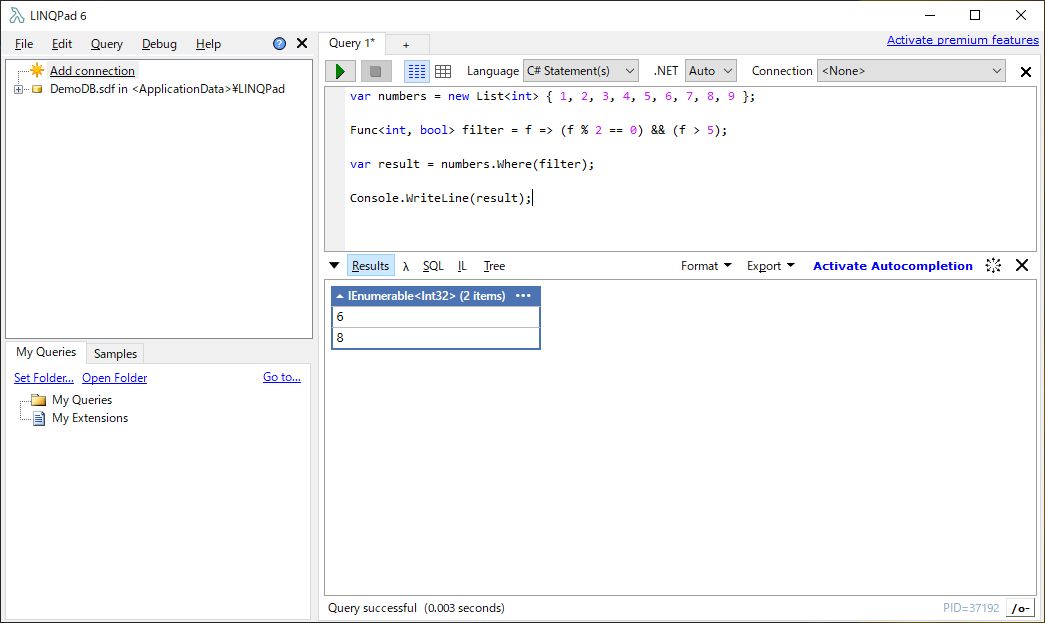 LINQPad 6
File Edit Query Debug Help
Add connection
DemoDB.sdf in <ApplicationData>¥LINQPad
My Queries Samples
Set Folder... Open Folder Go to...
My Queries
My Extensions
Query 1* +
Activate premium features
Language C# Statement(s) .NET Auto Connection <None>
var numbers = new List<int> { 1, 2, 3, 4, 5, 6, 7, 8, 9 };
Func<int, bool> filter = f => (f % 2 == 0) && (f > 5);
var result = numbers.Where(filter);
Console.WriteLine(result);
Results λ SQL IL Tree Format Export Activate Autocompletion
IEnumerable<Int32> (2 items) •••
6
8
Query successful (0.003 seconds) PID=37192 /o-